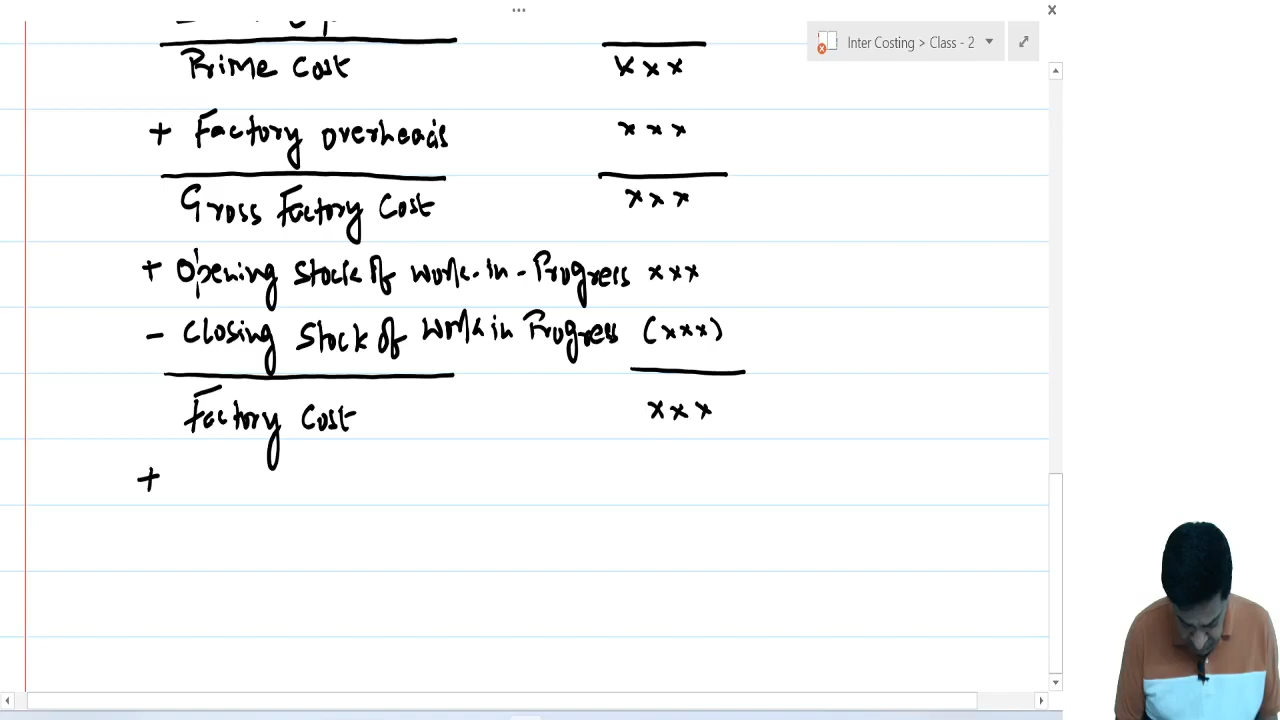 ...
Inter Costing > Class - 2
Prime Cost xxx
+ Factory overheads xxx
Gross Factory Cost xxx
+ Opening Stock of Work-in-Progress xxx
- Closing Stock of Work in Progress (xxx)
Factory Cost xxx
+